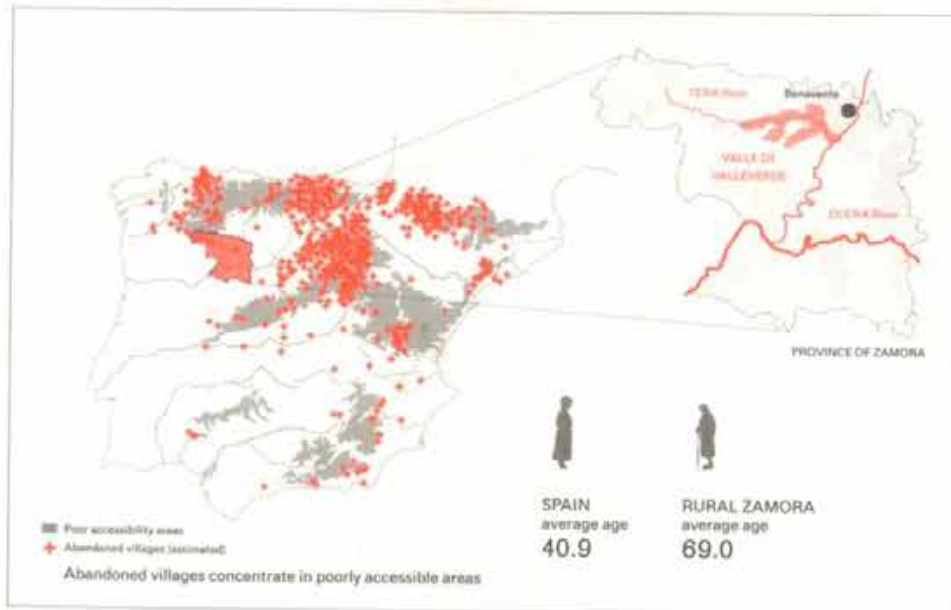 TERA River
Benavente
VALLE DE
VALLEVERDE
DUERA River
PROVINCE OF ZAMORA
SPAIN
average age
40.9
RURAL ZAMORA
average age
69.0
Poor accessibility areas
Abandoned villages (estimated)
Abandoned villages concentrate in poorly accessible areas